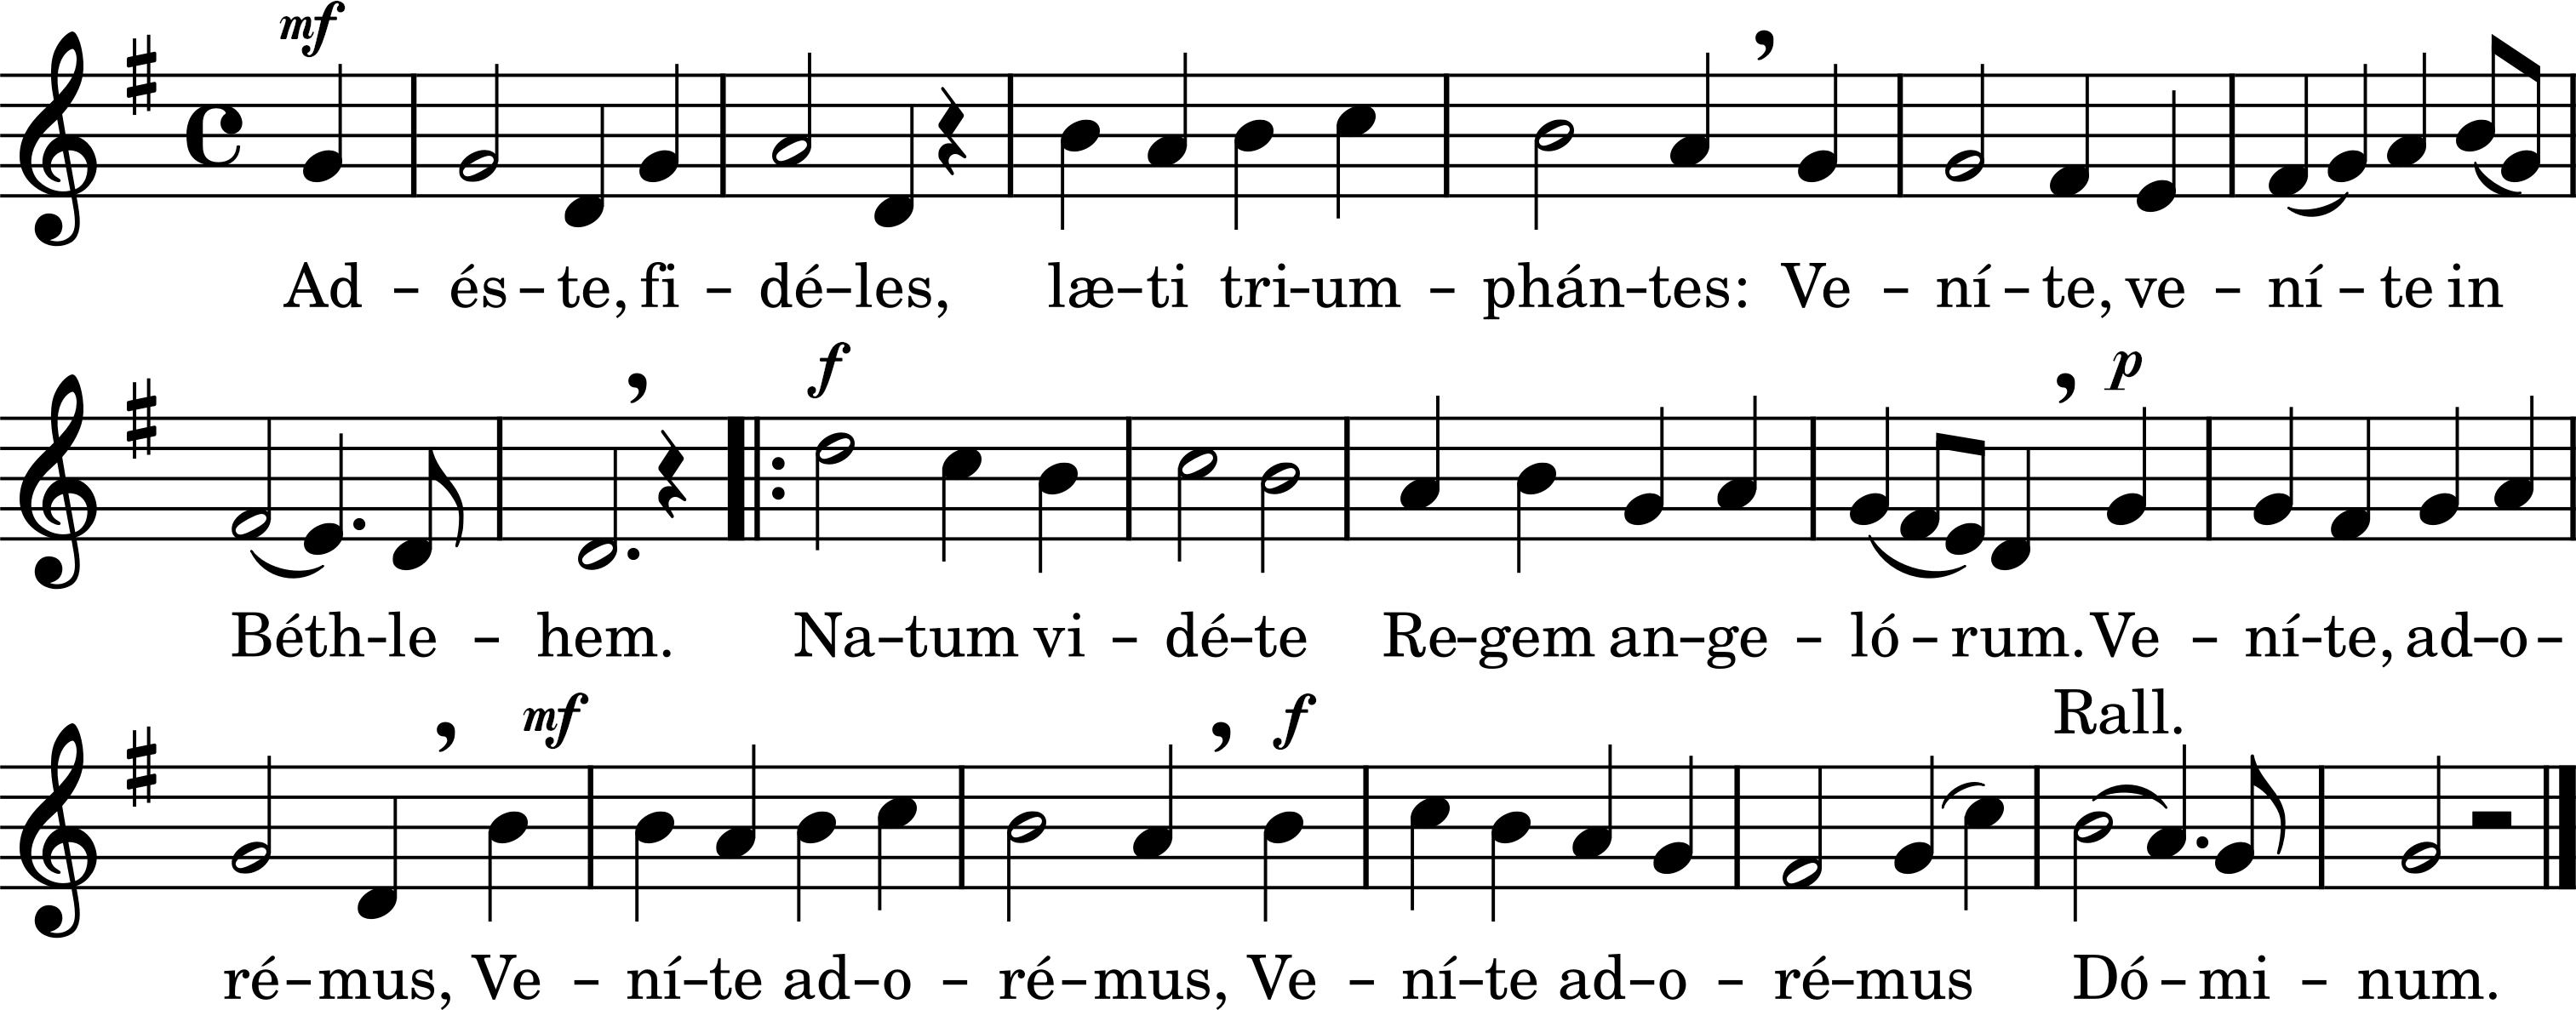 mf
Ad – és – te, fi – dé – les, læ – ti tri – um – phán – tes: Ve – ní – te, ve – ní – te in
f p
Béth – le – hem. Na – tum vi – dé – te Re – gem an – ge – ló – rum. Ve – ní – te, ad – o –
Rall.
mf f
ré – mus, Ve – ní – te ad – o – ré – mus, Ve – ní – te ad – o – ré – mus Dó – mi – num.